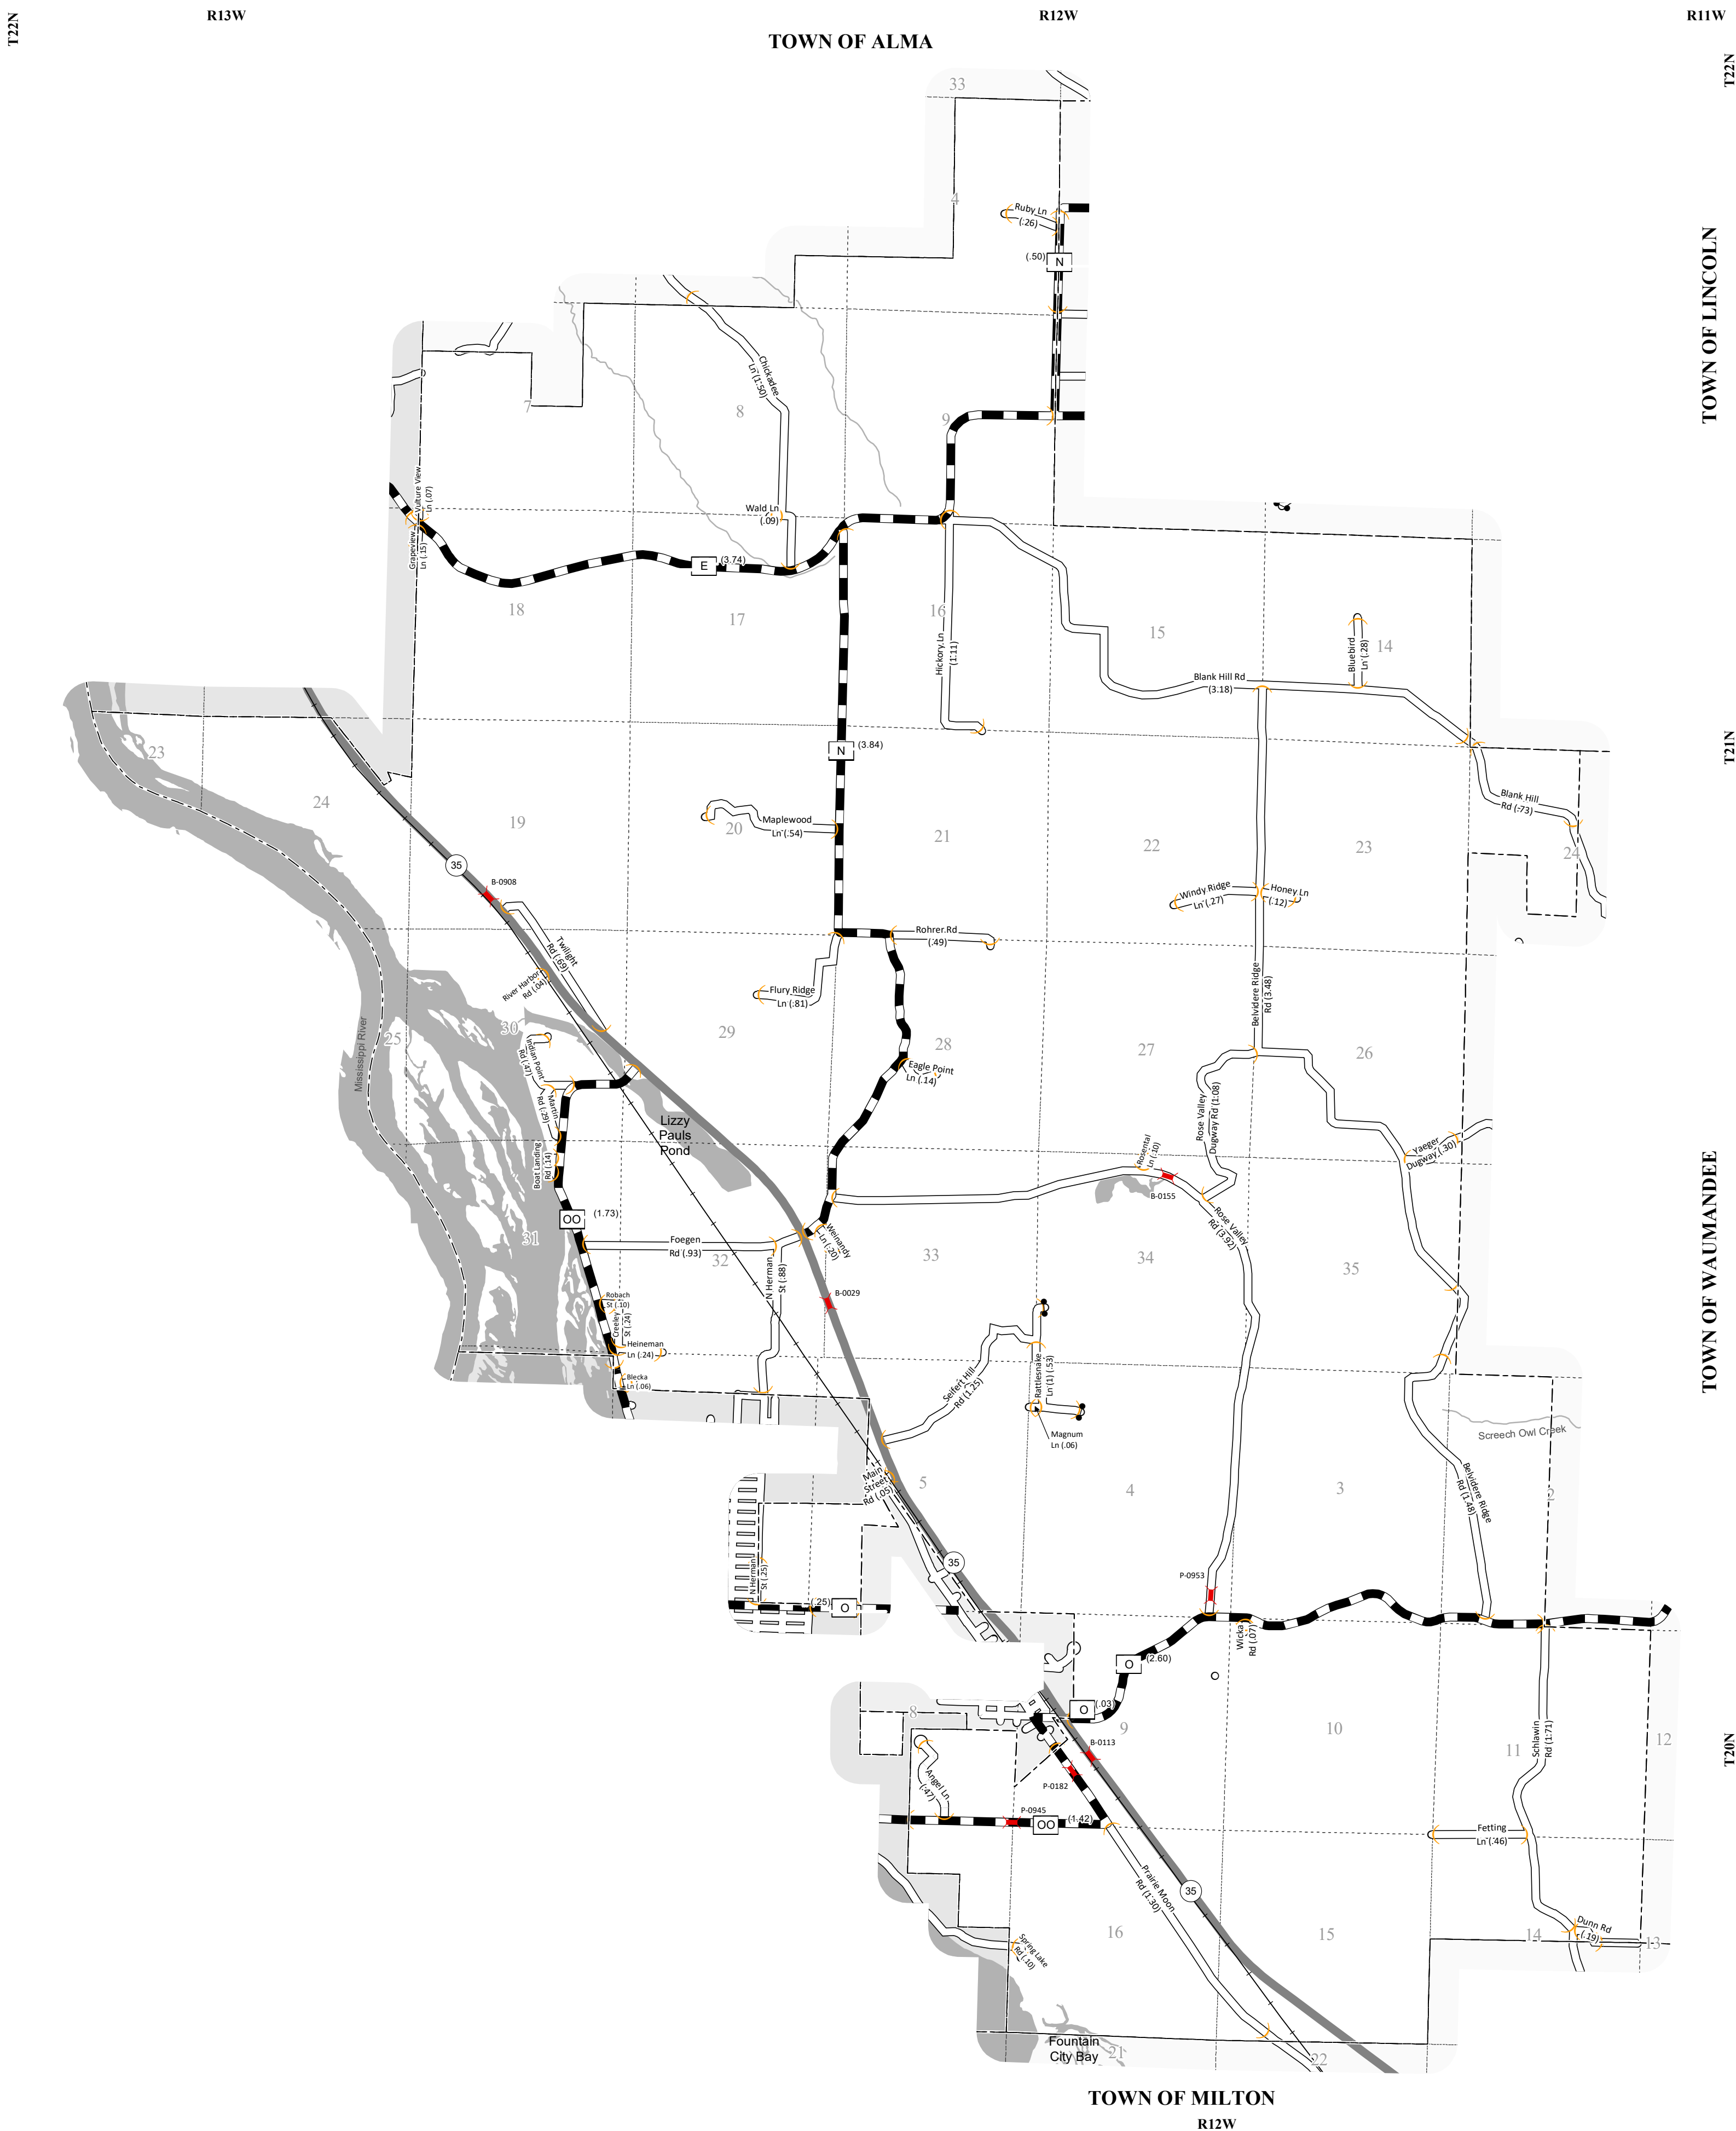 R13W
R12W
R11W
T22N
T22N
TOWN OF ALMA
33
4
Ruby Ln
(.26)
(.50)
N
TOWN OF LINCOLN
Chickadee
Ln (1.50)
7
8
9
Vulture View
Ln (.07)
Grapeview
Ln (.15)
Wald Ln
(.09)
E
(3.74)
18
17
16
15
14
Hickory Ln
(1.11)
Bluebird
Ln (.28)
Blank Hill Rd
(3.18)
23
24
19
N
(3.84)
T21N
Blank Hill
Rd (.73)
Maplewood
Ln (.54)
20
21
22
23
24
35
B-0908
Windy Ridge
Ln (.27)
Honey Ln
(.12)
Twilight
Rd (.69)
River Harbor
Rd (.04)
Rohrer Rd
(.49)
Flury Ridge
Ln (.81)
Belvidere Ridge
Rd (3.48)
Mississippi River
25
30
29
28
27
26
Indian Point
Rd (.47)
Eagle Point
Ln (.14)
Martin
Rd (.29)
Lizzy
Pauls
Pond
Rose Valley
Dugway Rd (1.08)
Boat Landing
Rd (.14)
Rosental
Ln (.10)
B-0155
Yaeger
Dugway (.30)
TOWN OF WAUMANDEE
OO
(1.73)
31
Foegen
Rd (.93)
32
N Herman
St (.88)
Weinandy
Ln (.20)
33
34
35
Rose Valley
Rd (3.92)
B-0029
Robach
St (.10)
Greeley
St (.24)
Heineman
Ln (.24)
Blecka
Ln (.06)
Seifert Hill
Rd (1.25)
Rattlesnake
Ln (1) (.53)
Magnum
Ln (.06)
Screech Owl Creek
Main
Street
Rd (.05)
5
4
3
2
Belvidere Ridge
Rd (1.48)
35
N Herman
St (.25)
(.25)
O
P-0953
Wicka
Rd (.07)
O
(2.60)
O
(.03)
8
9
10
11
12
B-0113
P-0182
Schlawin
Rd (1.71)
T20N
Angel Ln
(.47)
P-0945
OO
(1.42)
Fetting
Ln (.46)
Prairie Moon
Rd (1.30)
35
Spring Lake
Rd (.10)
16
15
14
13
Dunn Rd
(.19)
Fountain
City Bay
21
22
TOWN OF MILTON
R12W